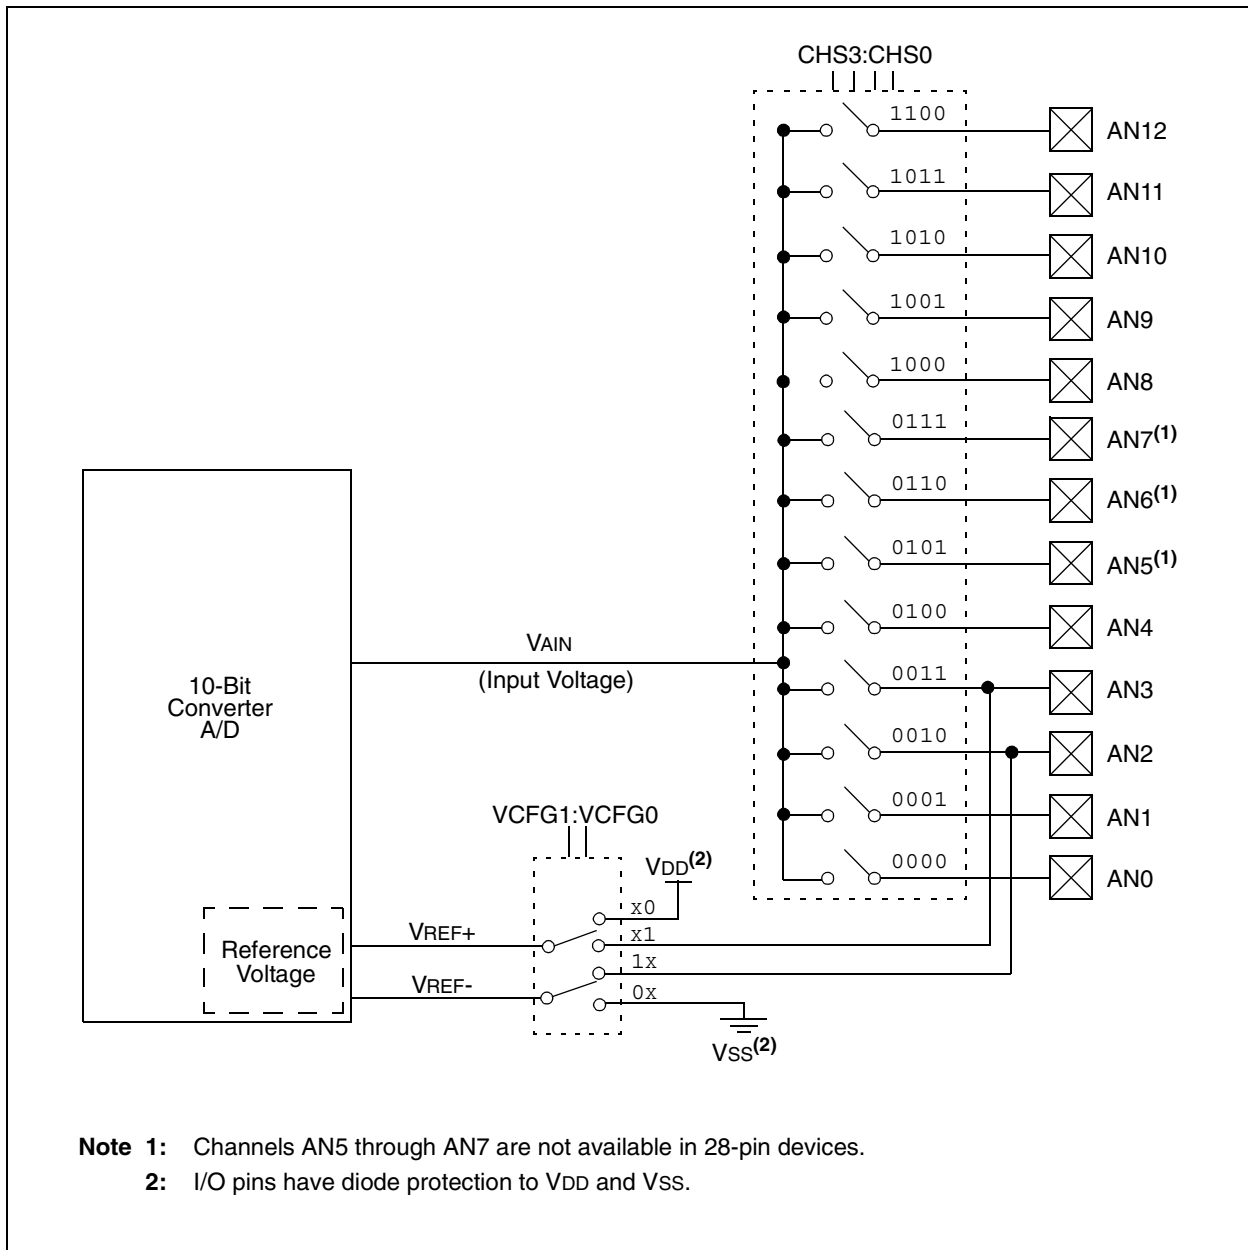 CHS3:CHS0
1100 AN12
1011 AN11
1010 AN10
1001 AN9
1000 AN8
0111 AN7(1)
0110 AN6(1)
0101 AN5(1)
0100 AN4
VAIN
(Input Voltage)
0011 AN3
10-Bit
Converter
A/D
0010 AN2
0001 AN1
VCFG1:VCFG0
0000 AN0
VDD(2)
x0
VREF+
x1
Reference
Voltage
1x
VREF-
0x
VSS(2)
Note 1: Channels AN5 through AN7 are not available in 28-pin devices.
2: I/O pins have diode protection to VDD and VSS.